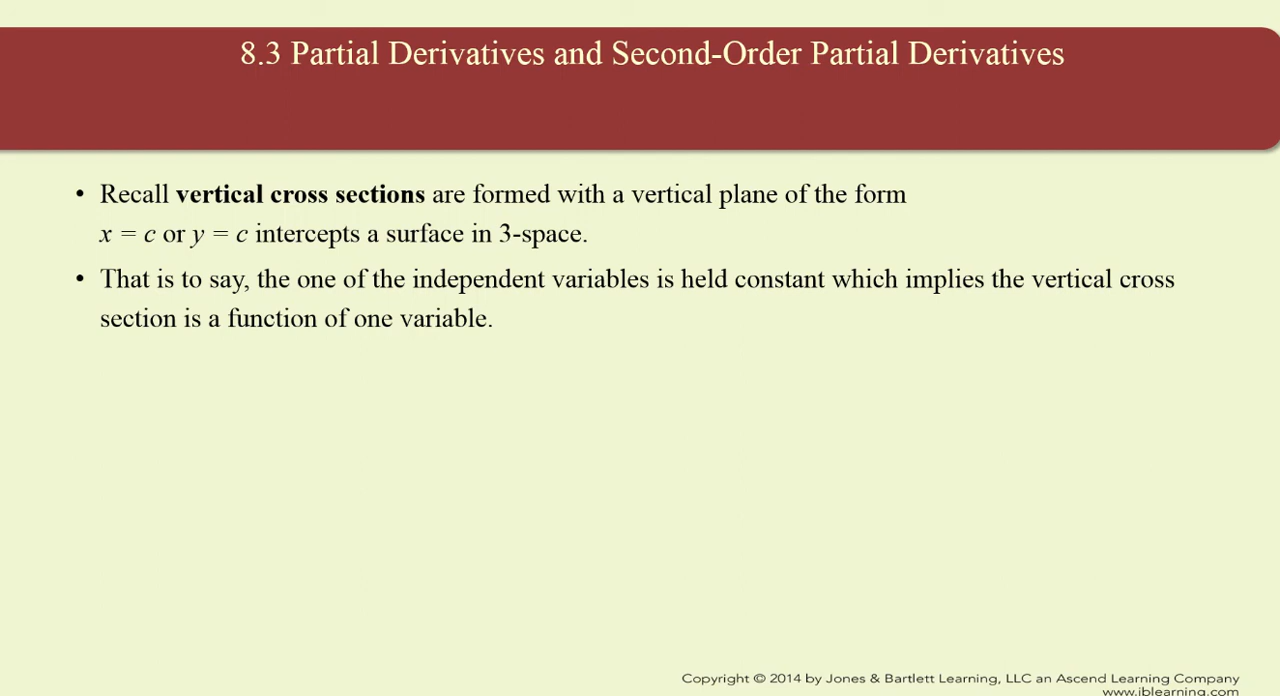 8.3 Partial Derivatives and Second-Order Partial Derivatives
• Recall vertical cross sections are formed with a vertical plane of the form
x = c or y = c intercepts a surface in 3-space.
• That is to say, the one of the independent variables is held constant which implies the vertical cross
section is a function of one variable.
Copyright © 2014 by Jones & Bartlett Learning, LLC an Ascend Learning Company
www.jblearning.com